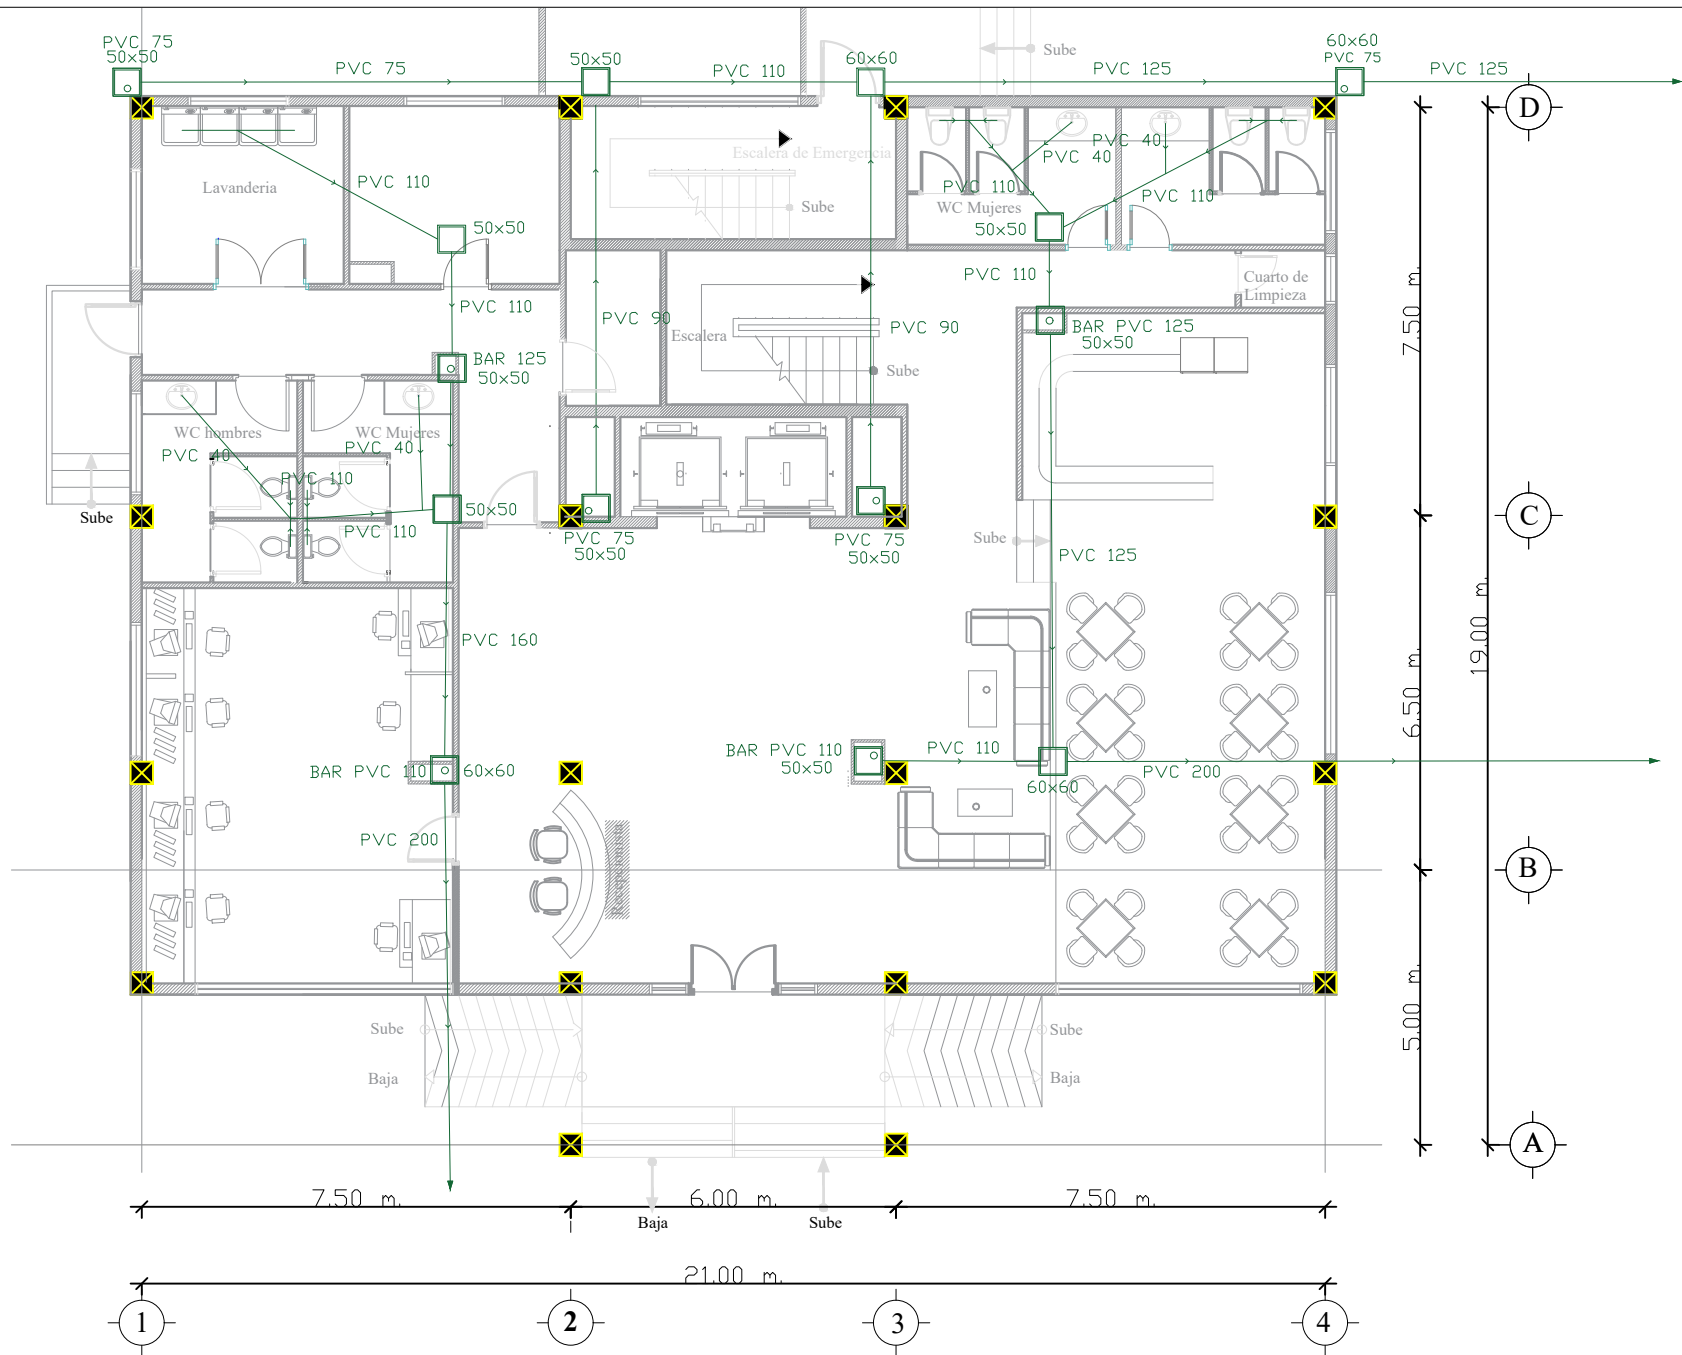 PVC 75
50x50
PVC 75
50x50
PVC 110
60x60
PVC 125
60x60
PVC 75
PVC 125
Sube
D
Lavanderia
PVC 110
50x50
Escalera de Emergencia
Sube
PVC 40
PVC 40
PVC 110
PVC 110
WC Mujeres
50x50
PVC 110
PVC 110
Cuarto de
Limpieza
7.50 m.
PVC 90
Escalera
PVC 90
Sube
BAR PVC 125
50x50
BAR 125
50x50
WC hombres
WC Mujeres
PVC 40
PVC 40
PVC 110
PVC 110
50x50
Sube
PVC 75
50x50
PVC 75
50x50
Sube
PVC 125
C
PVC 160
6.50 m.
19.00 m.
BAR PVC 110
60x60
BAR PVC 110
50x50
PVC 110
60x60
PVC 200
PVC 200
Recepcionista
B
5.00 m.
Sube
Baja
Sube
Baja
A
Baja
Sube
7.50 m.
6.00 m.
7.50 m.
21.00 m.
1
2
3
4